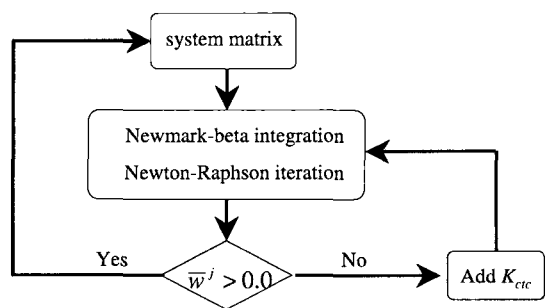 system matrix
Newmark-beta integration
Newton-Raphson iteration
Yes
w̅ ʲ > 0.0
No
Add K_ctc